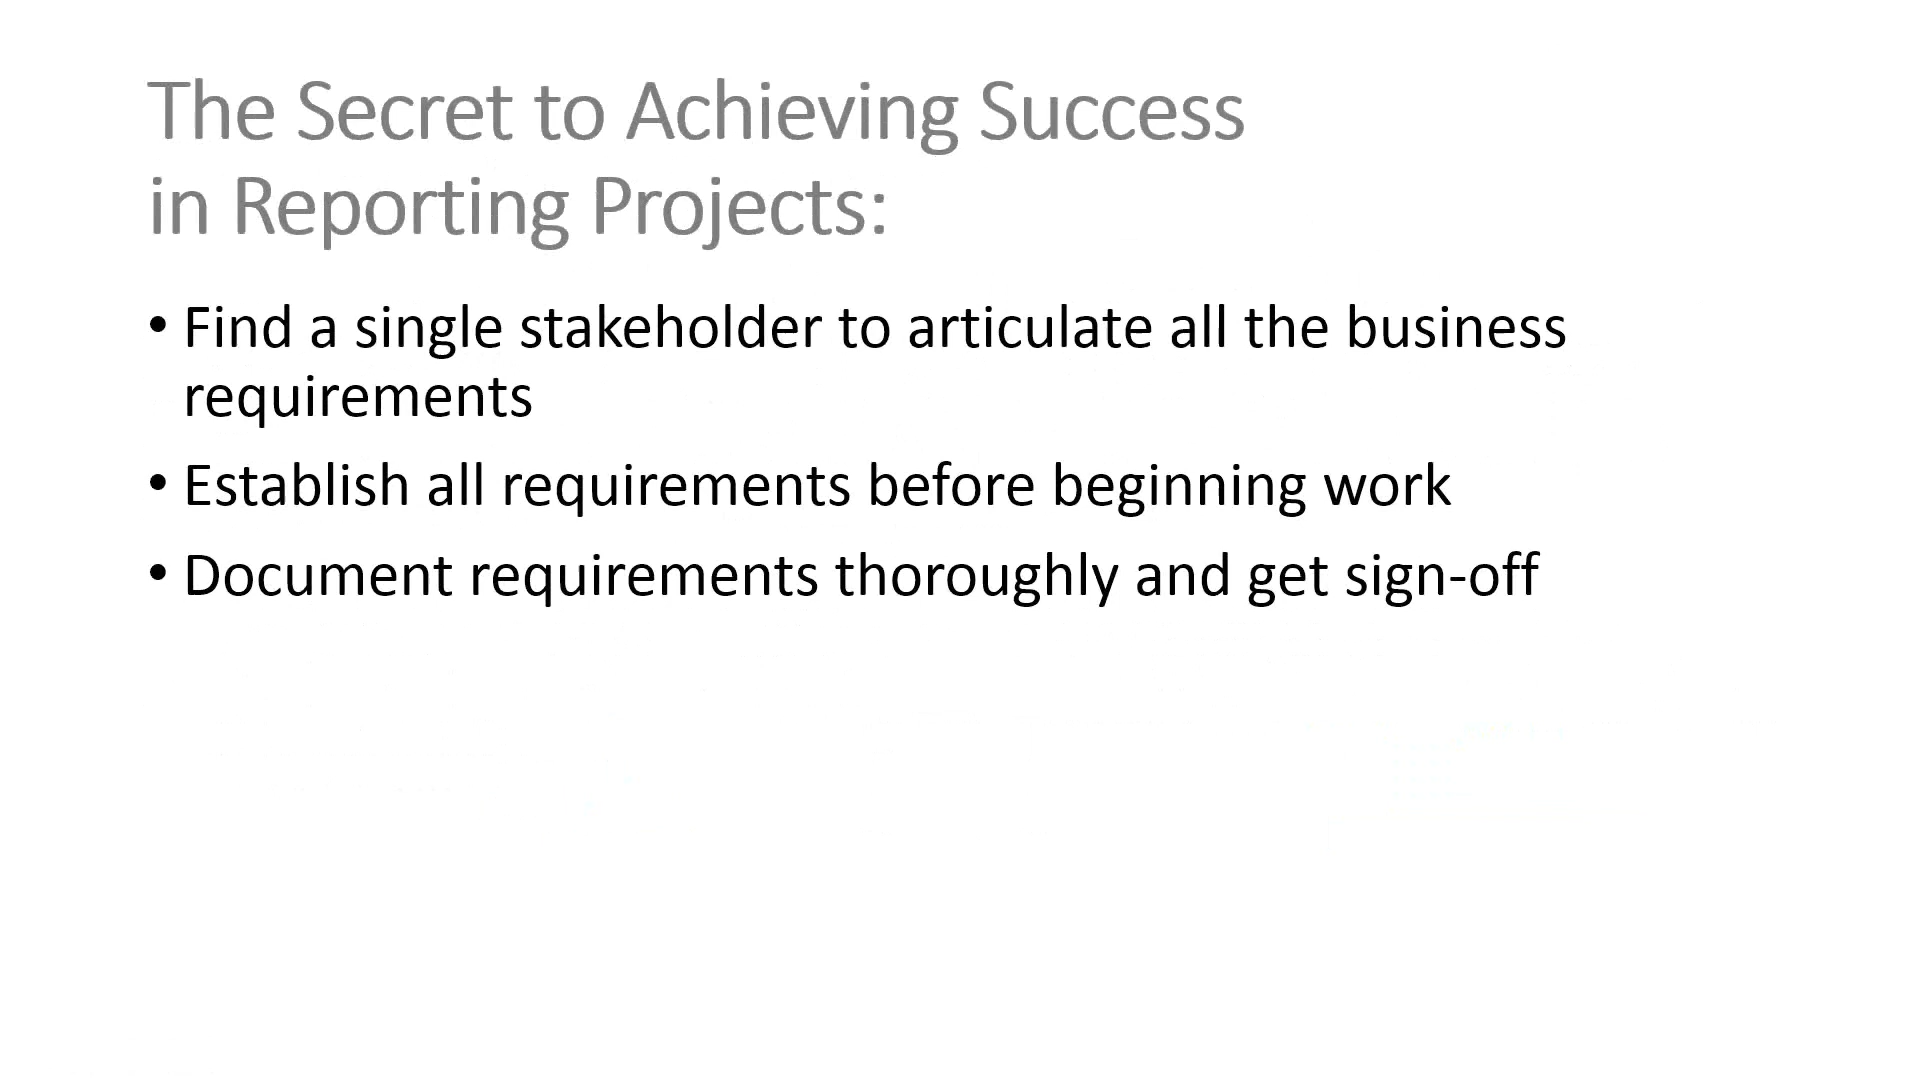 The Secret to Achieving Success
in Reporting Projects:
• Find a single stakeholder to articulate all the business
requirements
• Establish all requirements before beginning work
• Document requirements thoroughly and get sign-off